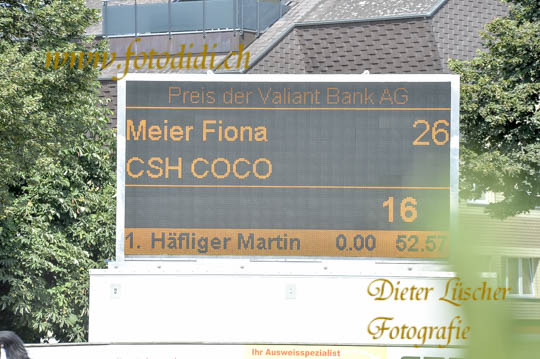 www.fotodidi.ch
Preis der Valiant Bank AG
Meier Fiona 26
CSH COCO
16
1. Häfliger Martin 0.00 52.57
Dieter Lüscher
Fotografie
Ihr Ausweisspezialist